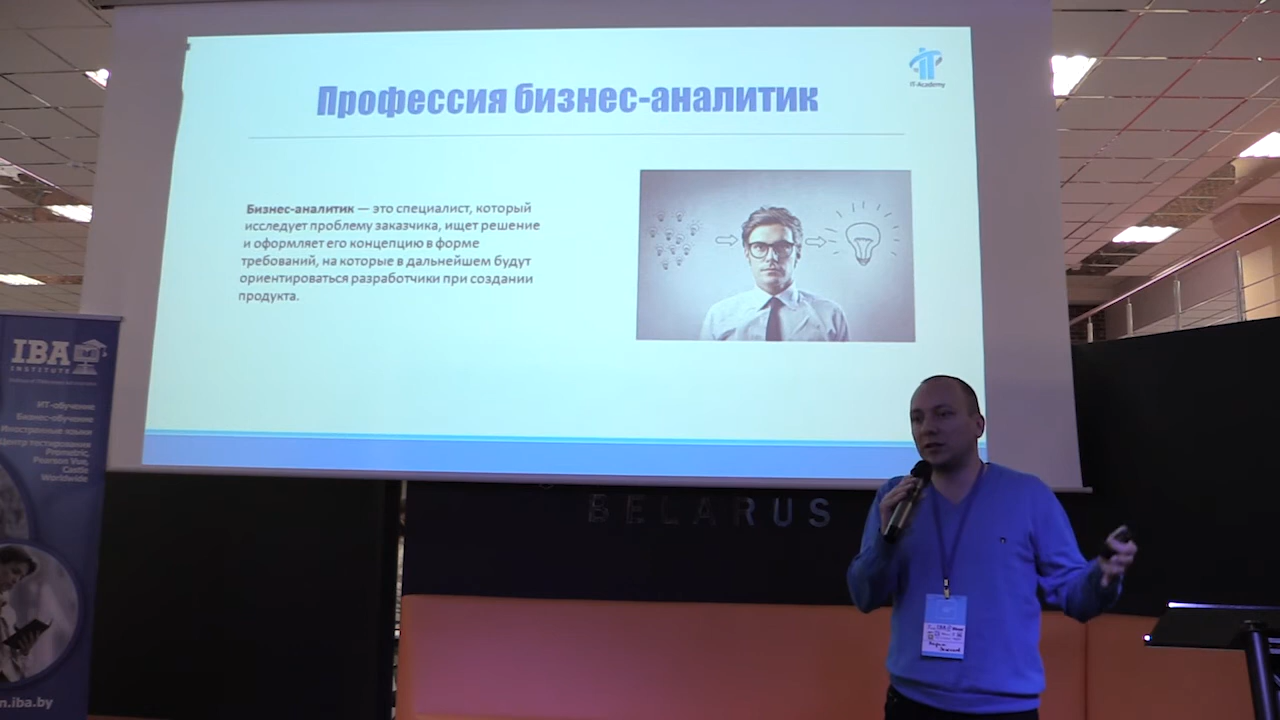 IT-Academy
Профессия бизнес-аналитик
Бизнес-аналитик — это специалист, который
исследует проблему заказчика, ищет решение
и оформляет его концепцию в форме
требований, на которые в дальнейшем будут
ориентироваться разработчики при создании
продукта.
IBA
INSTITUTE
ИТ-обучение
Бизнес-обучение
Иностранные языки
Центр тестирования
Prometric,
Pearson Vue,
Castle
Worldwide
n.iba.by
BELARUS